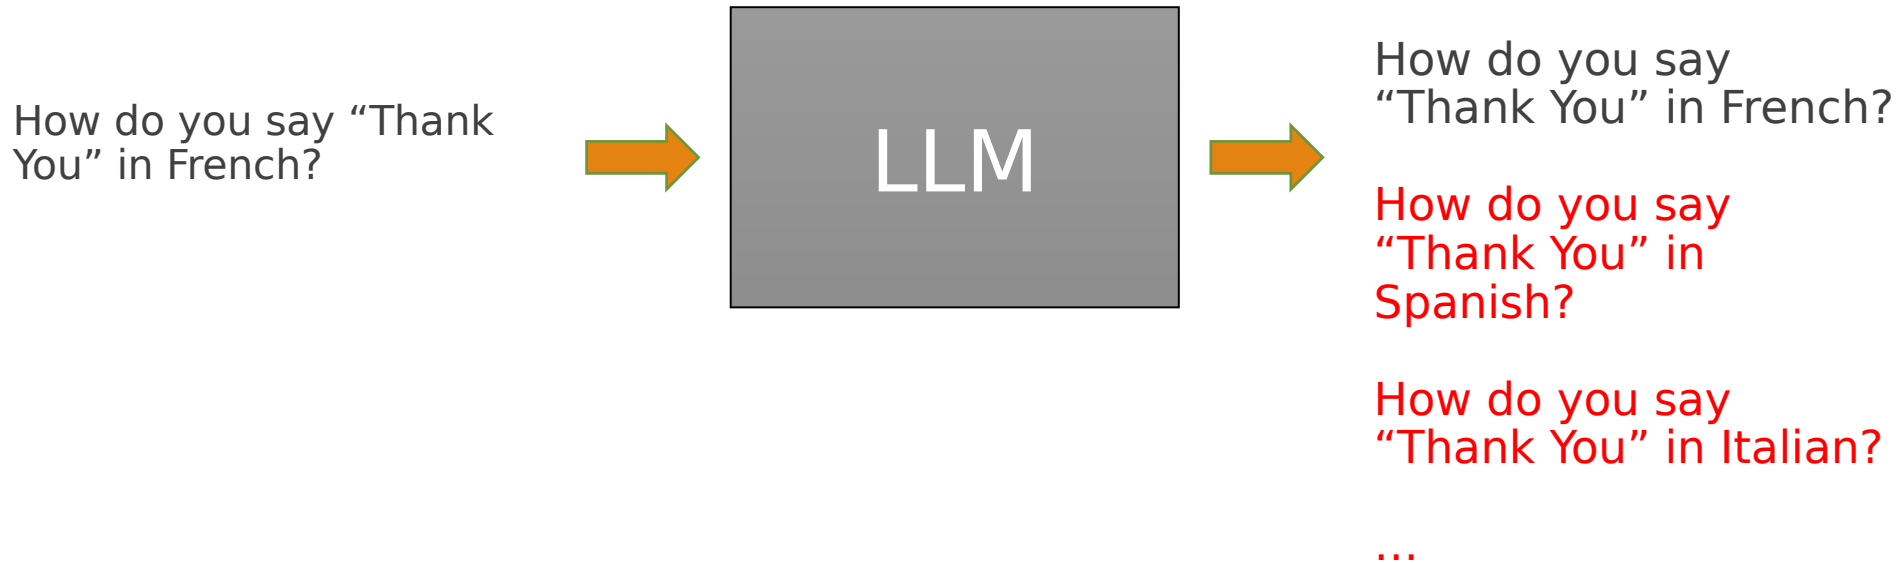 How do you say “Thank
You” in French?
LLM
How do you say
“Thank You” in French?
How do you say
“Thank You” in
Spanish?
How do you say
“Thank You” in Italian?
…